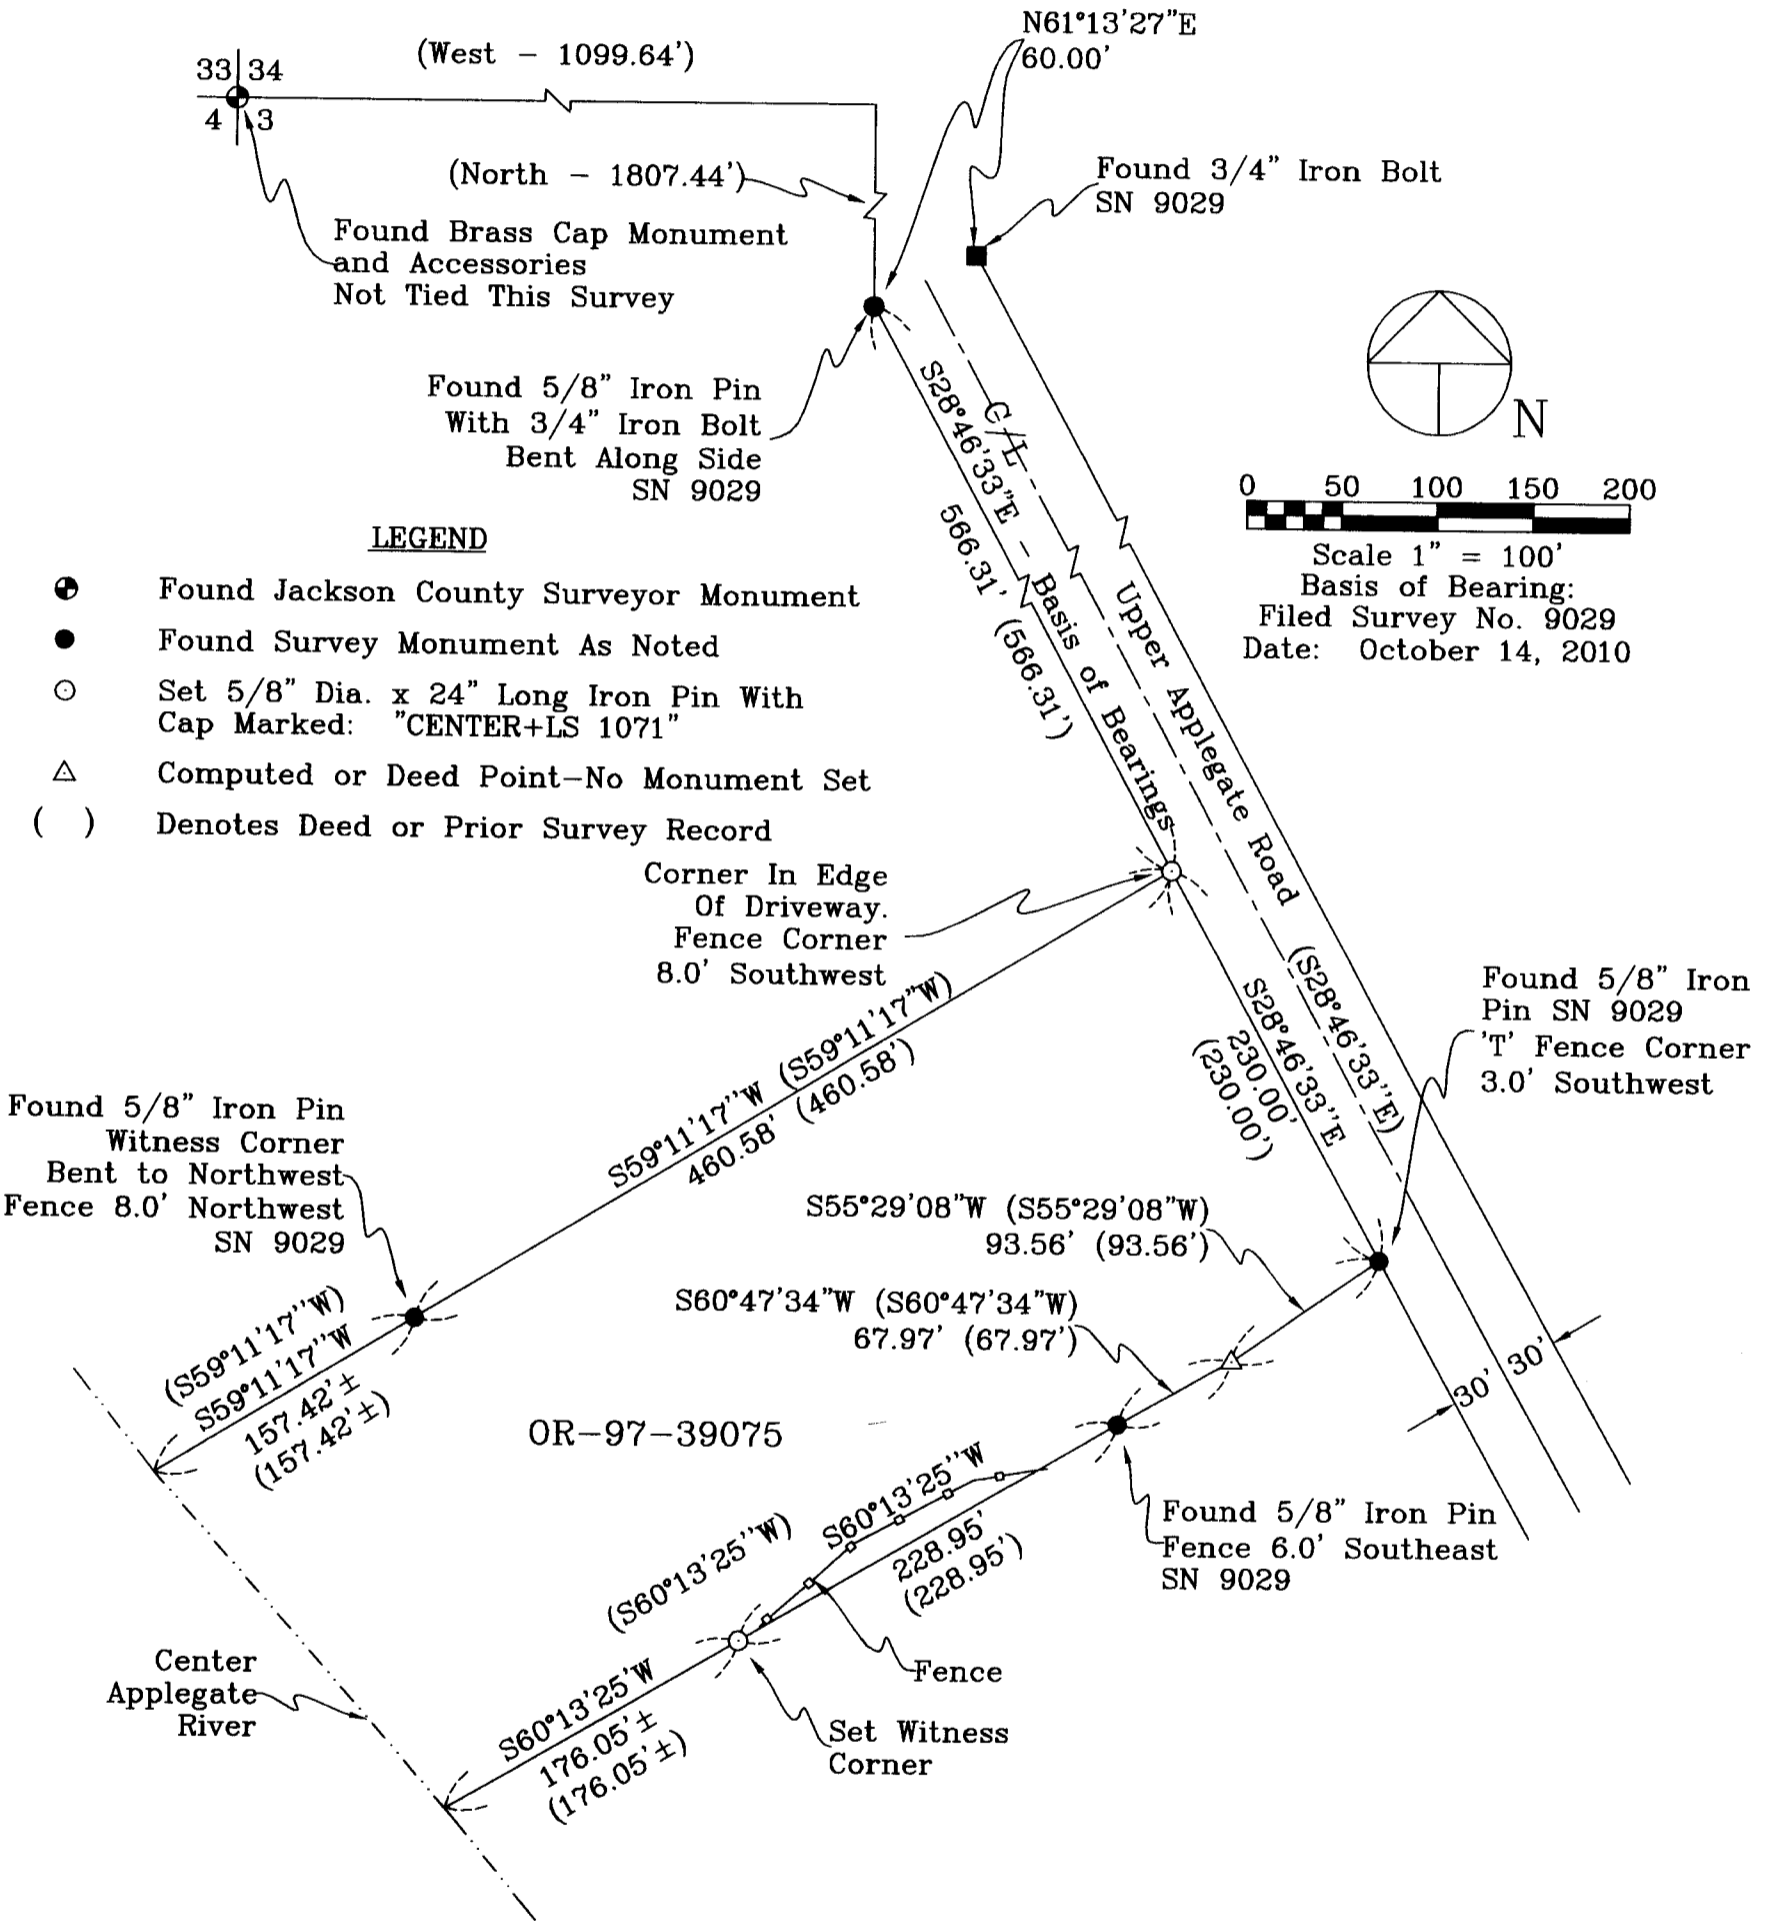 N61°13'27"E
60.00'
(West - 1099.64')
33 34
4 3
(North - 1807.44')
Found 3/4" Iron Bolt
SN 9029
Found Brass Cap Monument
and Accessories
Not Tied This Survey
Found 5/8" Iron Pin
With 3/4" Iron Bolt
Bent Along Side
SN 9029
N
0 50 100 150 200
Scale 1" = 100'
Basis of Bearing:
Filed Survey No. 9029
Date: October 14, 2010
LEGEND
Found Jackson County Surveyor Monument
Found Survey Monument As Noted
Set 5/8" Dia. x 24" Long Iron Pin With
Cap Marked: "CENTER+LS 1071"
Computed or Deed Point-No Monument Set
( ) Denotes Deed or Prior Survey Record
C/L
S28°46'33"E - Basis of Bearings
566.31' (566.31')
Upper Applegate Road (S28°46'33"E)
Corner In Edge
Of Driveway.
Fence Corner
8.0' Southwest
S28°46'33"E
230.00'
(230.00')
Found 5/8" Iron
Pin SN 9029
'T' Fence Corner
3.0' Southwest
S59°11'17"W (S59°11'17"W)
460.58' (460.58')
Found 5/8" Iron Pin
Witness Corner
Bent to Northwest
Fence 8.0' Northwest
SN 9029
S55°29'08"W (S55°29'08"W)
93.56' (93.56')
S60°47'34"W (S60°47'34"W)
67.97' (67.97')
(S59°11'17"W)
S59°11'17"W
157.42'±
(157.42'±)
30' 30'
OR-97-39075
S60°13'25"W
(S60°13'25"W)
228.95'
(228.95')
Found 5/8" Iron Pin
Fence 6.0' Southeast
SN 9029
Fence
Center
Applegate
River
S60°13'25'W
176.05'±
(176.05'±)
Set Witness
Corner